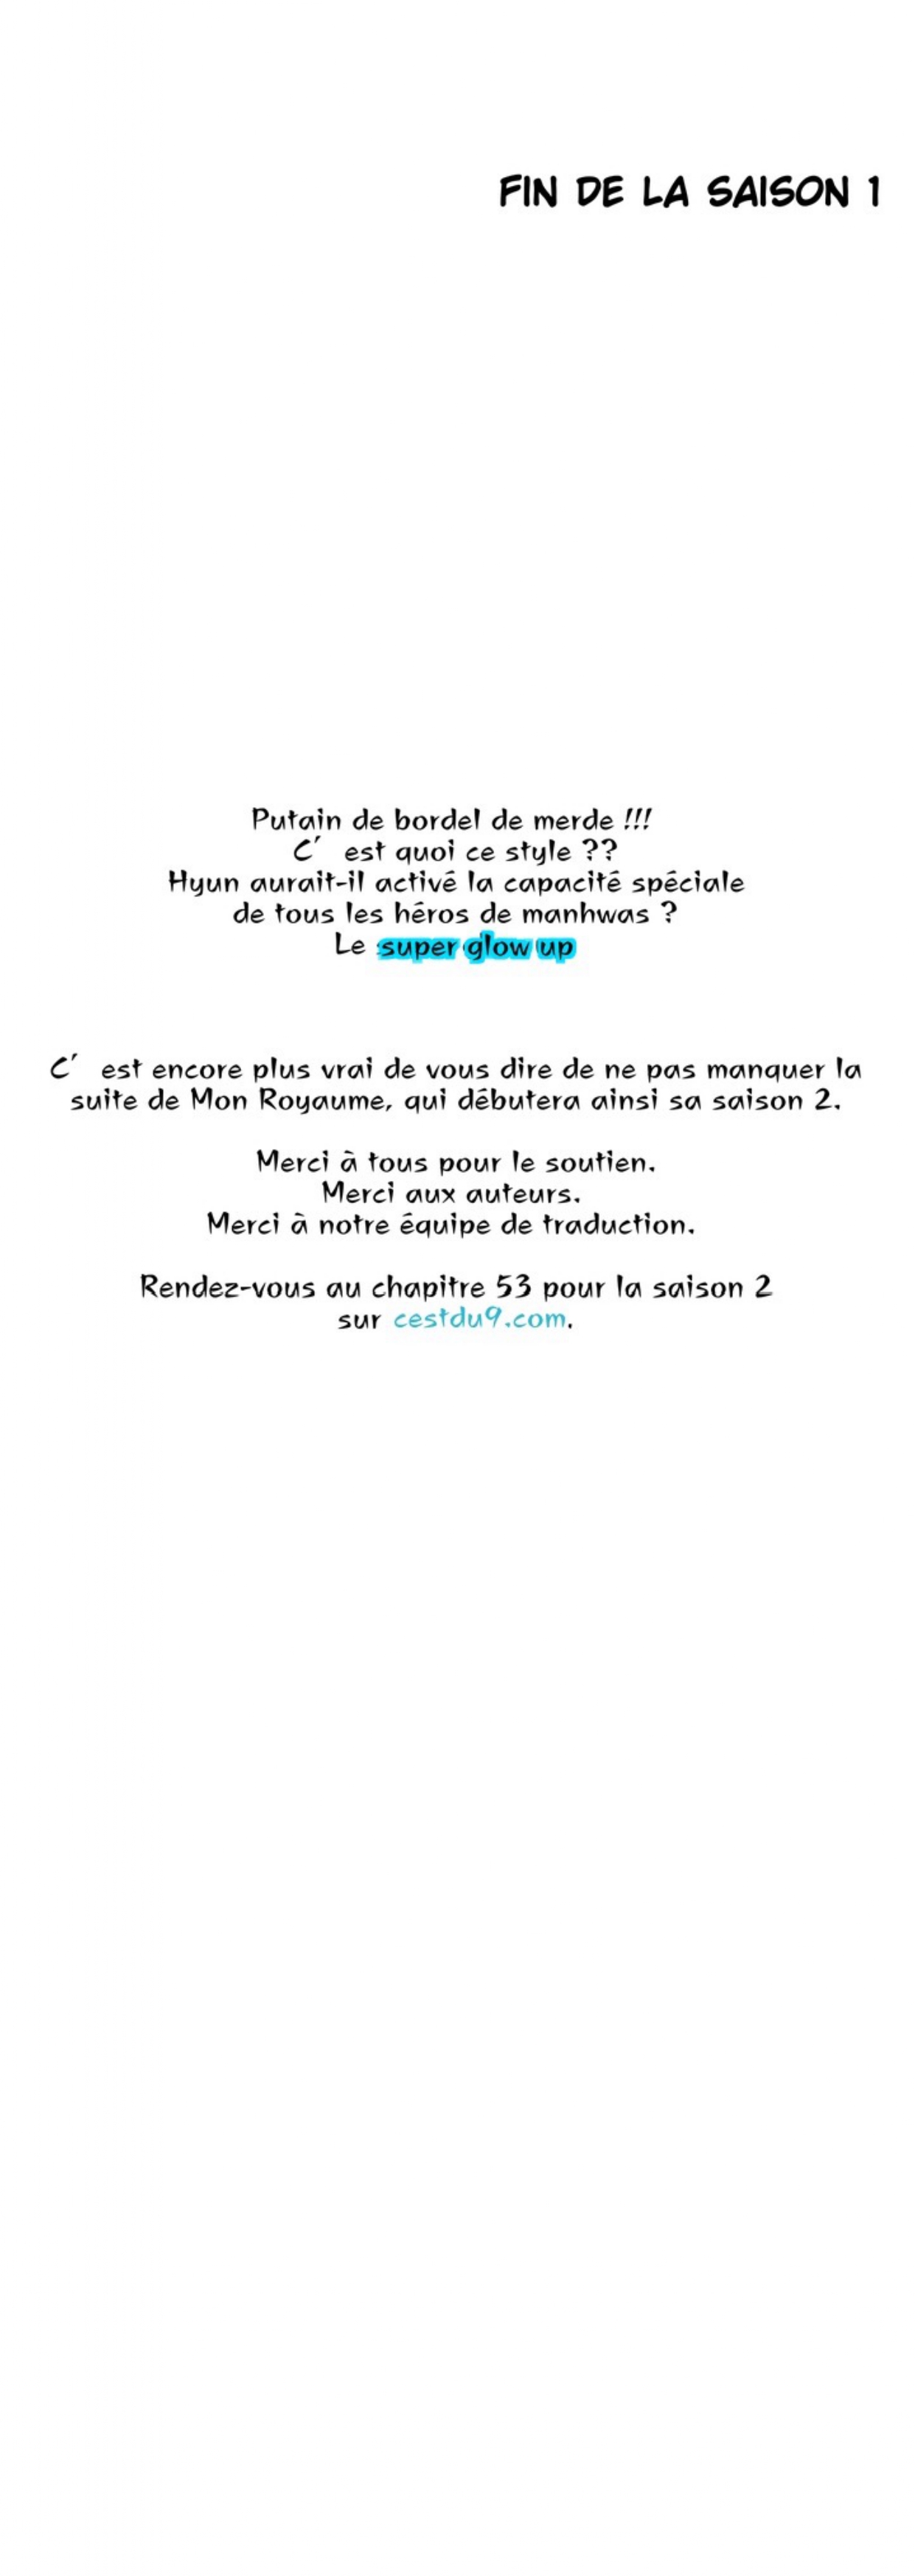 FIN DE LA SAISON 1
Putain de bordel de merde !!!
C' est quoi ce style ??
Hyun aurait-il activé la capacité spéciale
de tous les héros de manhwas ?
Le super glow up
C' est encore plus vrai de vous dire de ne pas manquer la
suite de Mon Royaume, qui débutera ainsi sa saison 2.
Merci à tous pour le soutien.
Merci aux auteurs.
Merci à notre équipe de traduction.
Rendez-vous au chapitre 53 pour la saison 2
sur cestdu9.com.